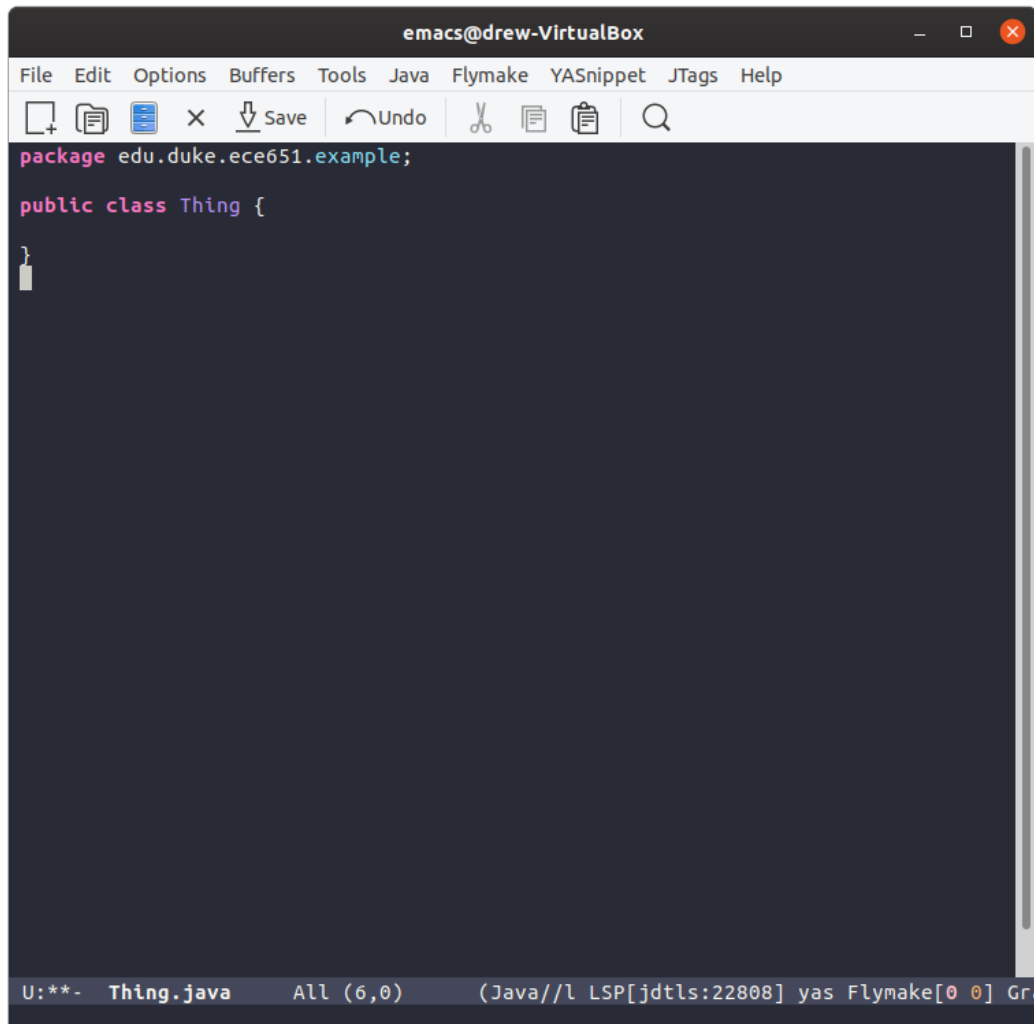 emacs@drew-VirtualBox
File Edit Options Buffers Tools Java Flymake YASnippet JTags Help
Save Undo
package edu.duke.ece651.example;
public class Thing {
}
U:**- Thing.java All (6,0) (Java//l LSP[jdtls:22808] yas Flymake[0 0] Gra